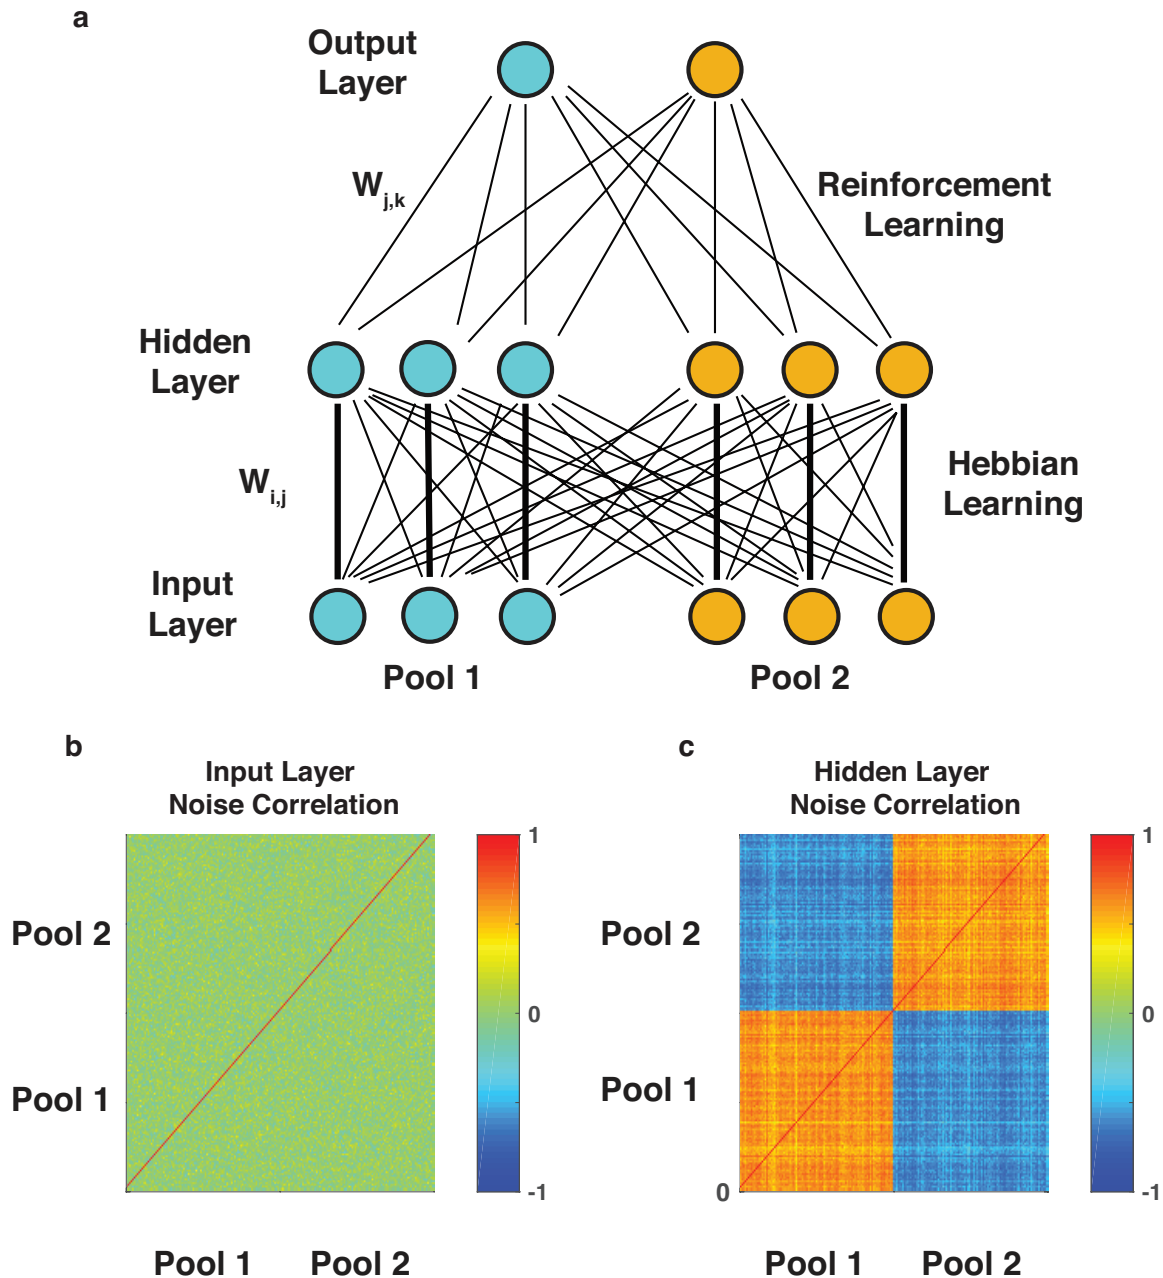 a
Output
Layer
W_{j,k}
Reinforcement
Learning
Hidden
Layer
W_{i,j}
Hebbian
Learning
Input
Layer
Pool 1
Pool 2
b
Input Layer
Noise Correlation
1
Pool 2
0
Pool 1
-1
Pool 1
Pool 2
c
Hidden Layer
Noise Correlation
1
Pool 2
0
Pool 1
0
-1
Pool 1
Pool 2